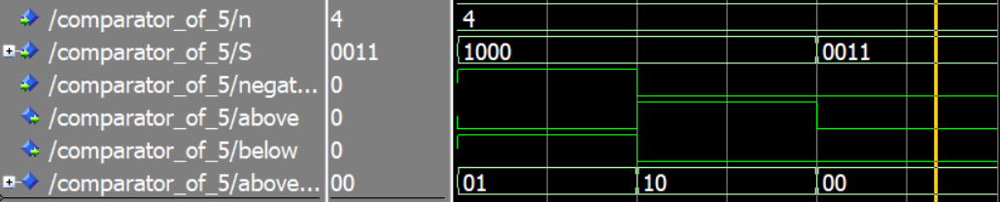 /comparator_of_5/n 4 4
/comparator_of_5/S 0011 1000 0011
/comparator_of_5/negat... 0
/comparator_of_5/above 0
/comparator_of_5/below 0
/comparator_of_5/above... 00 01 10 00